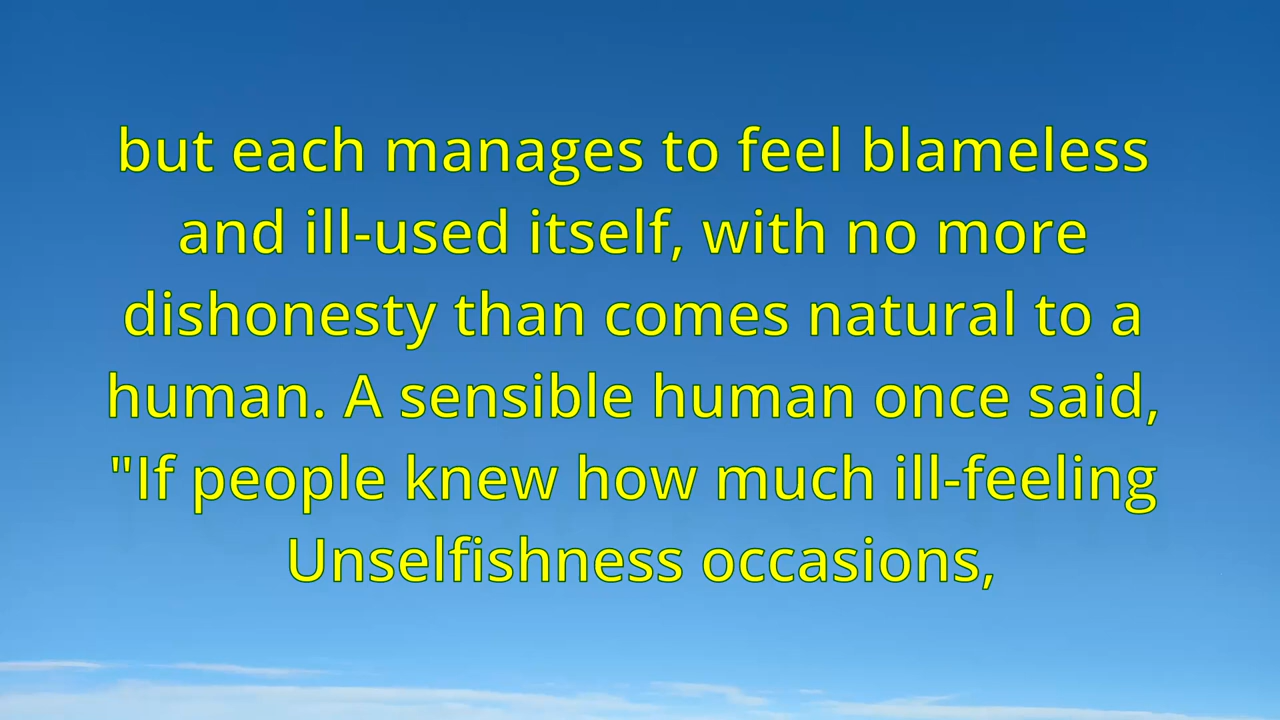 but each manages to feel blameless
and ill-used itself, with no more
dishonesty than comes natural to a
human. A sensible human once said,
"If people knew how much ill-feeling
Unselfishness occasions,